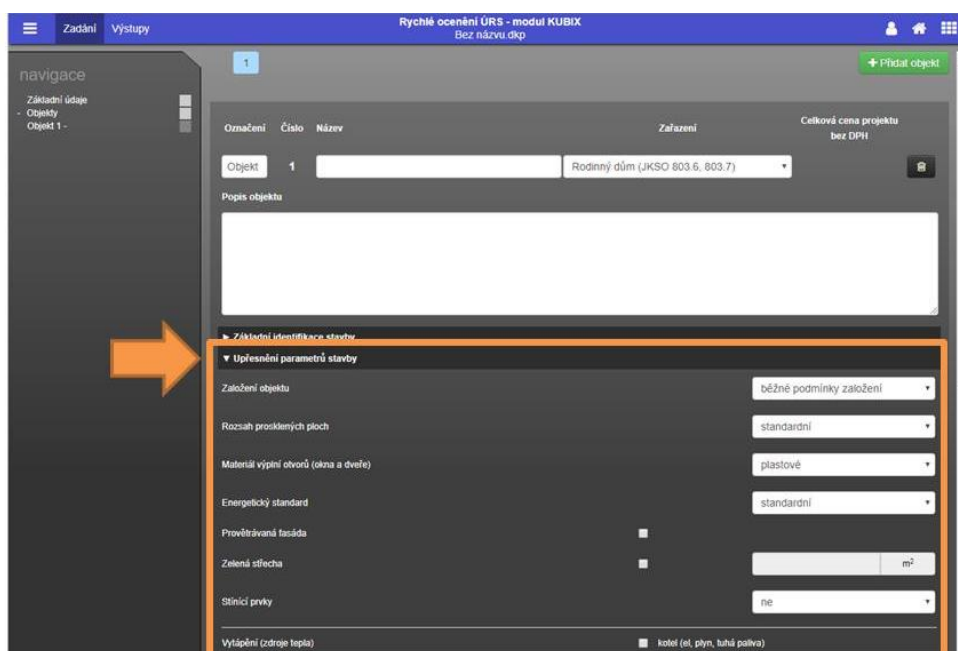 Zadání Výstupy Rychlé ocenění ÚRS - modul KUBIX
Bez názvu.dkp
navigace
Základní údaje
- Objekty
Objekt 1 -
1
+ Přidat objekt
Označení Číslo Název Zařazení Celková cena projektu
bez DPH
Objekt 1 Rodinný dům (JKSO 803.6, 803.7)
Popis objektu
► Základní identifikace stavby
▼ Upřesnění parametrů stavby
Založení objektu běžné podmínky založení
Rozsah prosklených ploch standardní
Materiál výplní otvorů (okna a dveře) plastové
Energetický standard standardní
Provětrávaná fasáda
Zelená střecha m²
Stínící prvky ne
Vytápění (zdroje tepla) kotel (el, plyn, tuhá paliva)